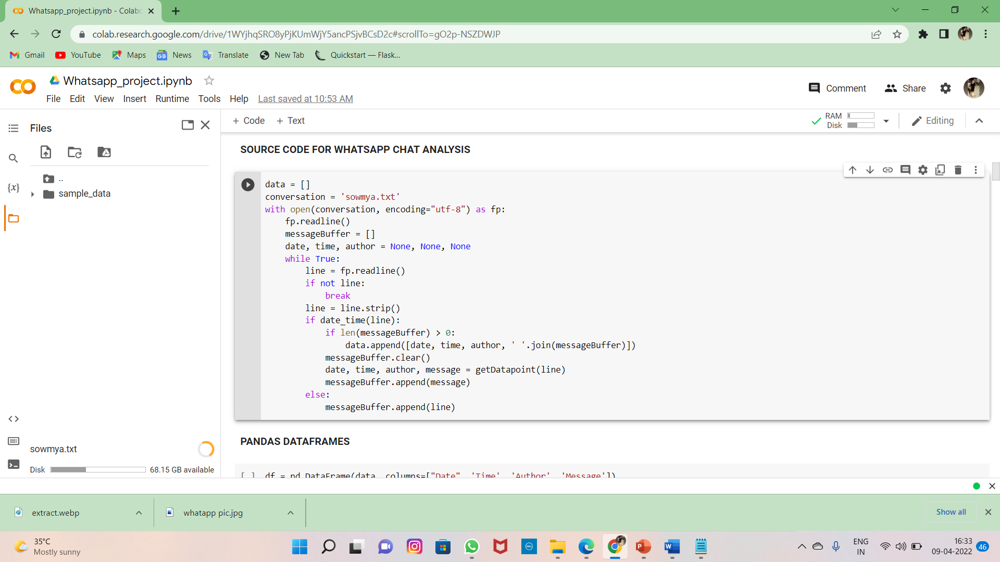 Whatsapp_project.ipynb - Colab
colab.research.google.com/drive/1WYjhqSRO8yPjKUmWjY5ancPSjvBCsD2c#scrollTo=gO2p-NSZDWJP
Gmail YouTube Maps News Translate New Tab Quickstart — Flask...
Whatsapp_project.ipynb
Comment Share
File Edit View Insert Runtime Tools Help Last saved at 10:53 AM
Files
+ Code + Text
RAM
Disk
Editing
SOURCE CODE FOR WHATSAPP CHAT ANALYSIS
..
{x}
sample_data
data = []
conversation = 'sowmya.txt'
with open(conversation, encoding="utf-8") as fp:
    fp.readline()
    messageBuffer = []
    date, time, author = None, None, None
    while True:
        line = fp.readline()
        if not line:
            break
        line = line.strip()
        if date_time(line):
            if len(messageBuffer) > 0:
                data.append([date, time, author, ' '.join(messageBuffer)])
            messageBuffer.clear()
            date, time, author, message = getDatapoint(line)
            messageBuffer.append(message)
        else:
            messageBuffer.append(line)
PANDAS DATAFRAMES
sowmya.txt
Disk 68.15 GB available
[ ] df = pd.DataFrame(data, columns=["Date", 'Time', 'Author', 'Message'])
extract.webp
whatapp pic.jpg
Show all
35°C
Mostly sunny
ENG
IN
16:33
09-04-2022
46